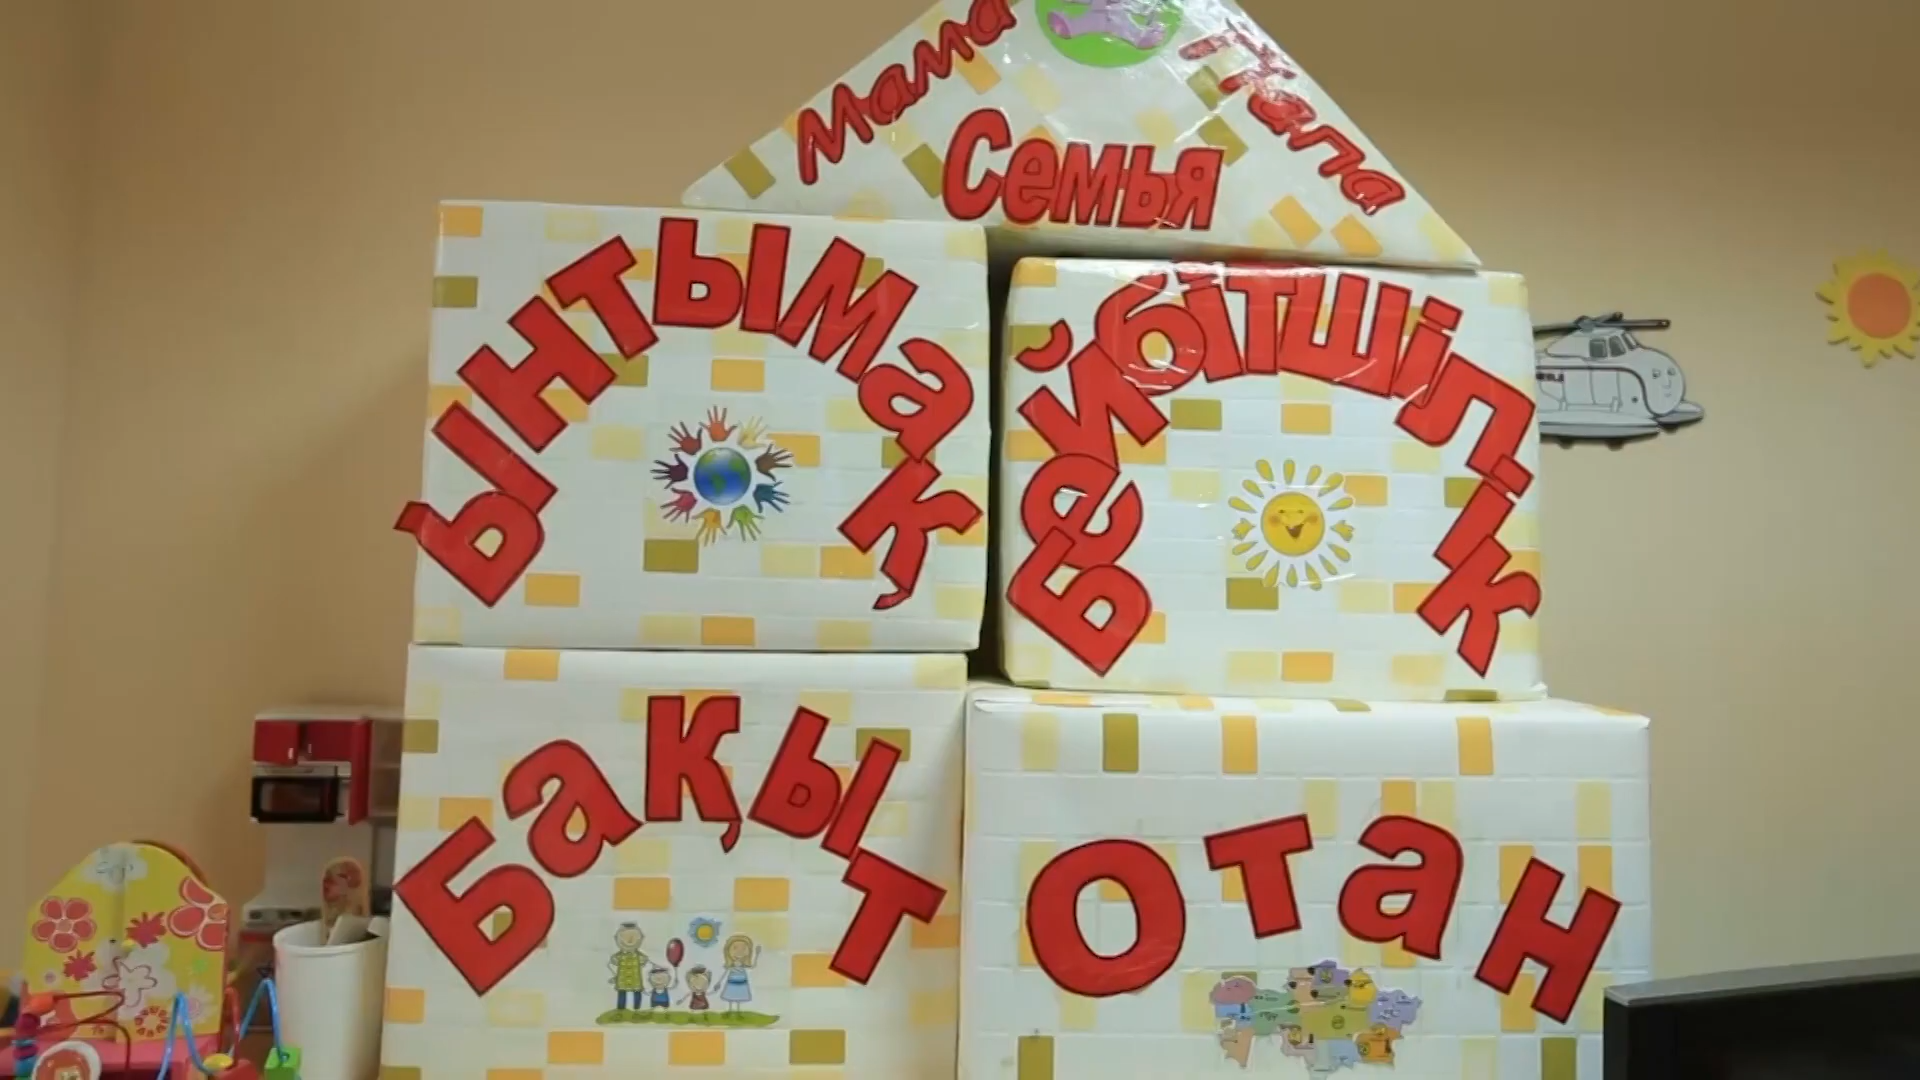 Мама
Папа
Семья
Ынтымақ
Бейбітшілік
Бақыт
Отан